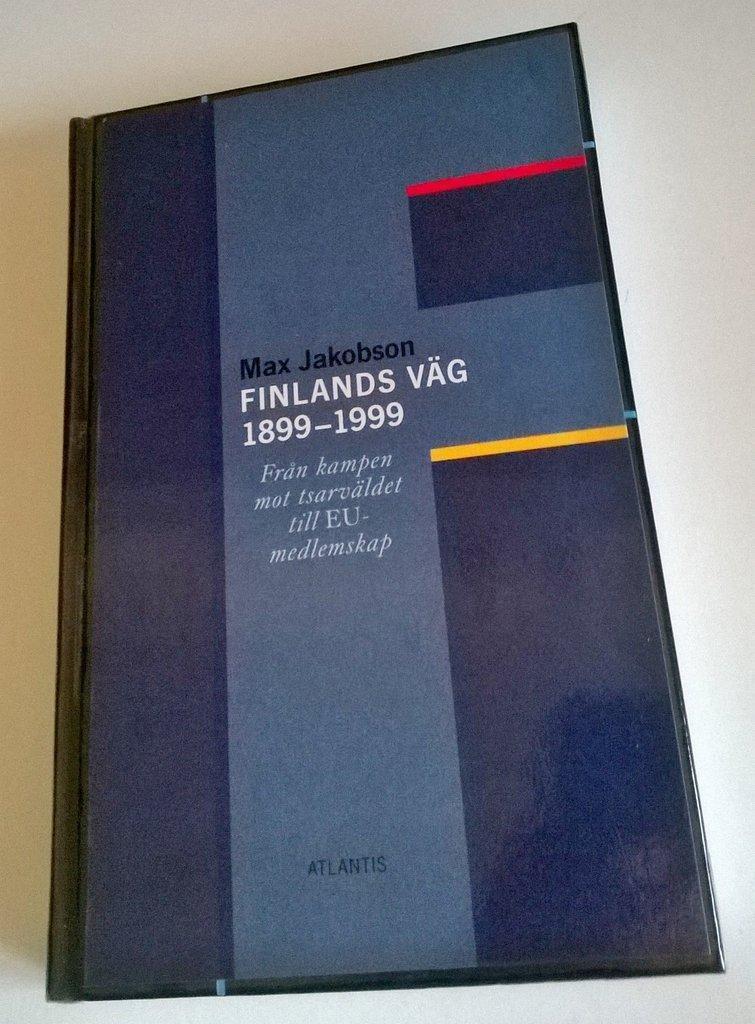 Max Jakobson
FINLANDS VÄG
1899–1999
Från kampen
mot tsarväldet
till EU-
medlemskap
ATLANTIS